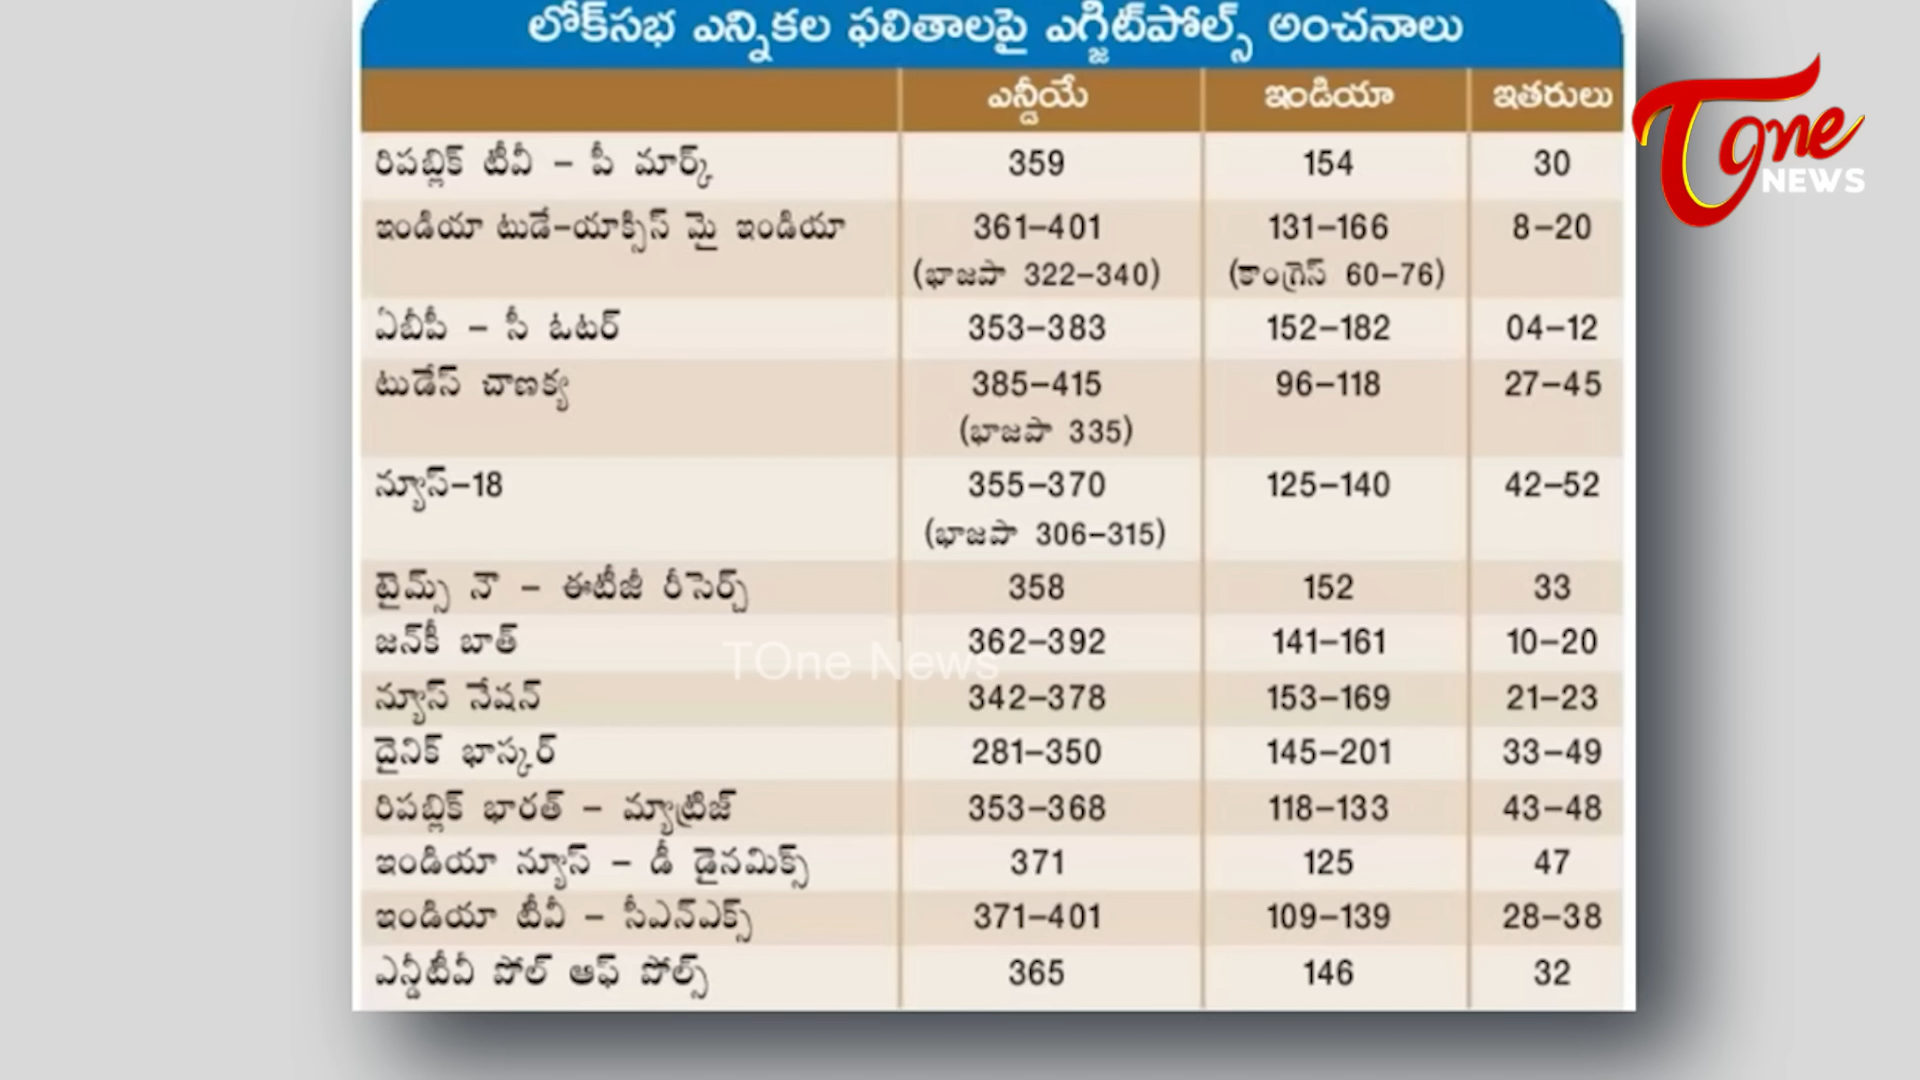 లోక్‌సభ ఎన్నికల ఫలితాలపై ఎగ్జిట్‌పోల్స్ అంచనాలు
ఎన్డీయే ఇండియా ఇతరులు
రిపబ్లిక్ టీవీ – పీ మార్క్ 359 154 30
ఇండియా టుడే–యాక్సిస్ మై ఇండియా 361–401 131–166 8–20
(భాజపా 322–340) (కాంగ్రెస్ 60–76)
ఏబీపీ – సీ ఓటర్ 353–383 152–182 04–12
టుడేస్ చాణక్య 385–415 96–118 27–45
(భాజపా 335)
న్యూస్–18 355–370 125–140 42–52
(భాజపా 306–315)
టైమ్స్ నౌ – ఈటీజీ రీసెర్చ్ 358 152 33
జన్‌కీ బాత్ 362–392 141–161 10–20
న్యూస్ నేషన్ 342–378 153–169 21–23
దైనిక్ భాస్కర్ 281–350 145–201 33–49
రిపబ్లిక్ భారత్ – మ్యాట్రిజ్ 353–368 118–133 43–48
ఇండియా న్యూస్ – డీ డైనమిక్స్ 371 125 47
ఇండియా టీవీ – సీఎన్ఎక్స్ 371–401 109–139 28–38
ఎన్డీటీవీ పోల్ ఆఫ్ పోల్స్ 365 146 32
TOne
NEWS
TOne News